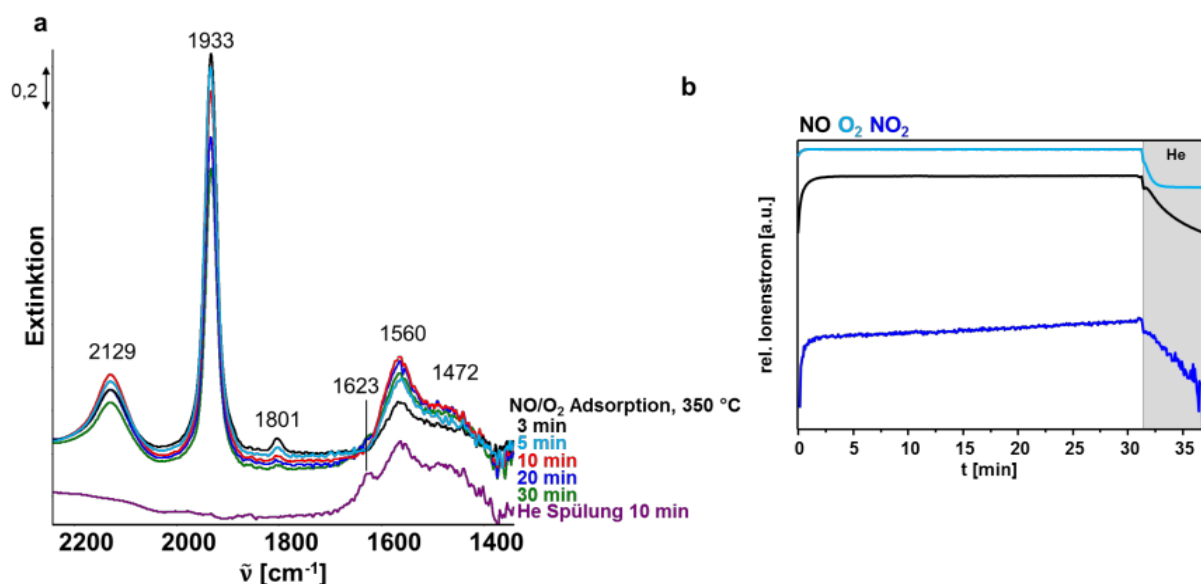 a
1933
0,2
Extinktion
2129
1801
1623
1560
1472
NO/O₂ Adsorption, 350 °C
3 min
5 min
10 min
20 min
30 min
He Spülung 10 min
2200 2000 1800 1600 1400
ν̃ [cm⁻¹]
b
NO O₂ NO₂
He
rel. Ionenstrom [a.u.]
0 5 10 15 20 25 30 35
t [min]